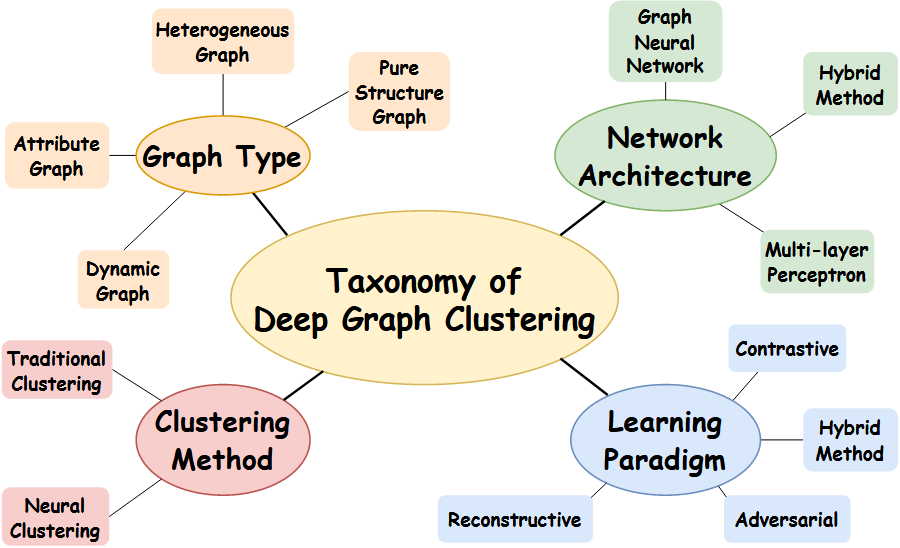 Heterogeneous
Graph
Pure
Structure
Graph
Attribute
Graph
Graph Type
Dynamic
Graph
Graph
Neural
Network
Hybrid
Method
Network
Architecture
Multi-layer
Perceptron
Taxonomy of
Deep Graph Clustering
Traditional
Clustering
Clustering
Method
Neural
Clustering
Contrastive
Learning
Paradigm
Hybrid
Method
Reconstructive
Adversarial